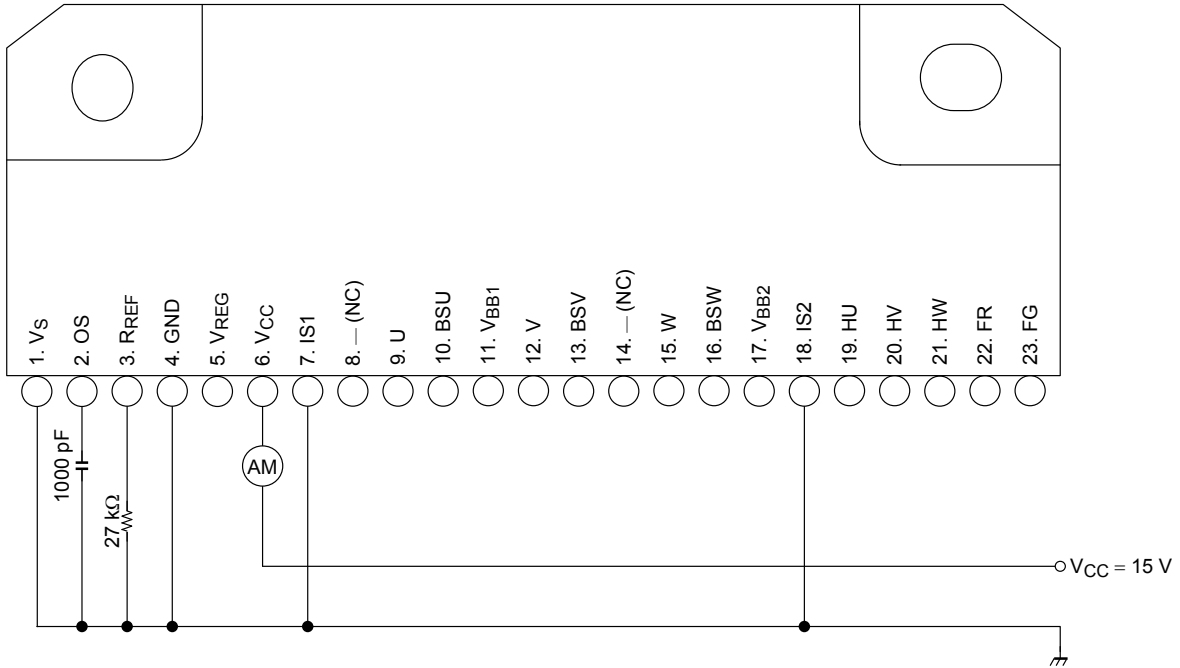 1. VS
2. OS
3. RREF
4. GND
5. VREG
6. VCC
7. IS1
8. — (NC)
9. U
10. BSU
11. VBB1
12. V
13. BSV
14. — (NC)
15. W
16. BSW
17. VBB2
18. IS2
19. HU
20. HV
21. HW
22. FR
23. FG
1000 pF
27 kΩ
AM
VCC = 15 V